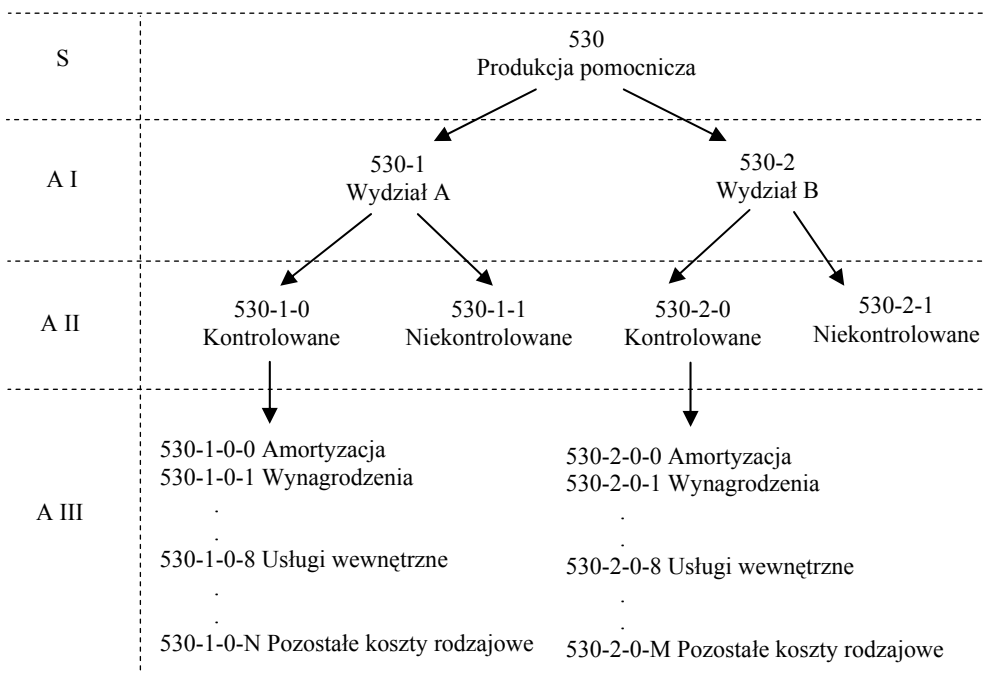 S
530
Produkcja pomocnicza
A I
530-1
Wydział A
530-2
Wydział B
A II
530-1-0
Kontrolowane
530-1-1
Niekontrolowane
530-2-0
Kontrolowane
530-2-1
Niekontrolowane
A III
530-1-0-0 Amortyzacja
530-1-0-1 Wynagrodzenia
.
.
530-1-0-8 Usługi wewnętrzne
.
.
530-1-0-N Pozostałe koszty rodzajowe
530-2-0-0 Amortyzacja
530-2-0-1 Wynagrodzenia
.
.
530-2-0-8 Usługi wewnętrzne
.
.
530-2-0-M Pozostałe koszty rodzajowe